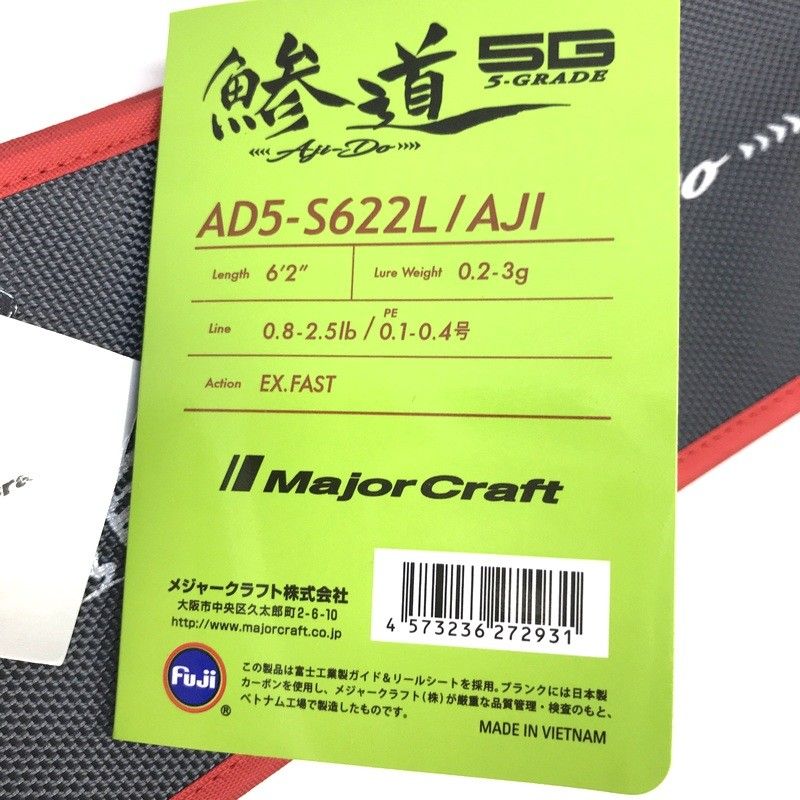 鯵道 5G
5-GRADE
Aji-Do
AD5-S622L/AJI
Length 6'2" Lure Weight 0.2-3g
Line 0.8-2.5lb / PE 0.1-0.4号
Action EX.FAST
Major Craft
メジャークラフト株式会社
大阪市中央区久太郎町2-6-10
http://www.majorcraft.co.jp
4 573236 272931
Fuji
®
この製品は富士工業製ガイド&リールシートを採用。ブランクには日本製
カーボンを使用し、メジャークラフト(株)が厳重な品質管理・検査のもと、
ベトナム工場で製造したものです。
MADE IN VIETNAM